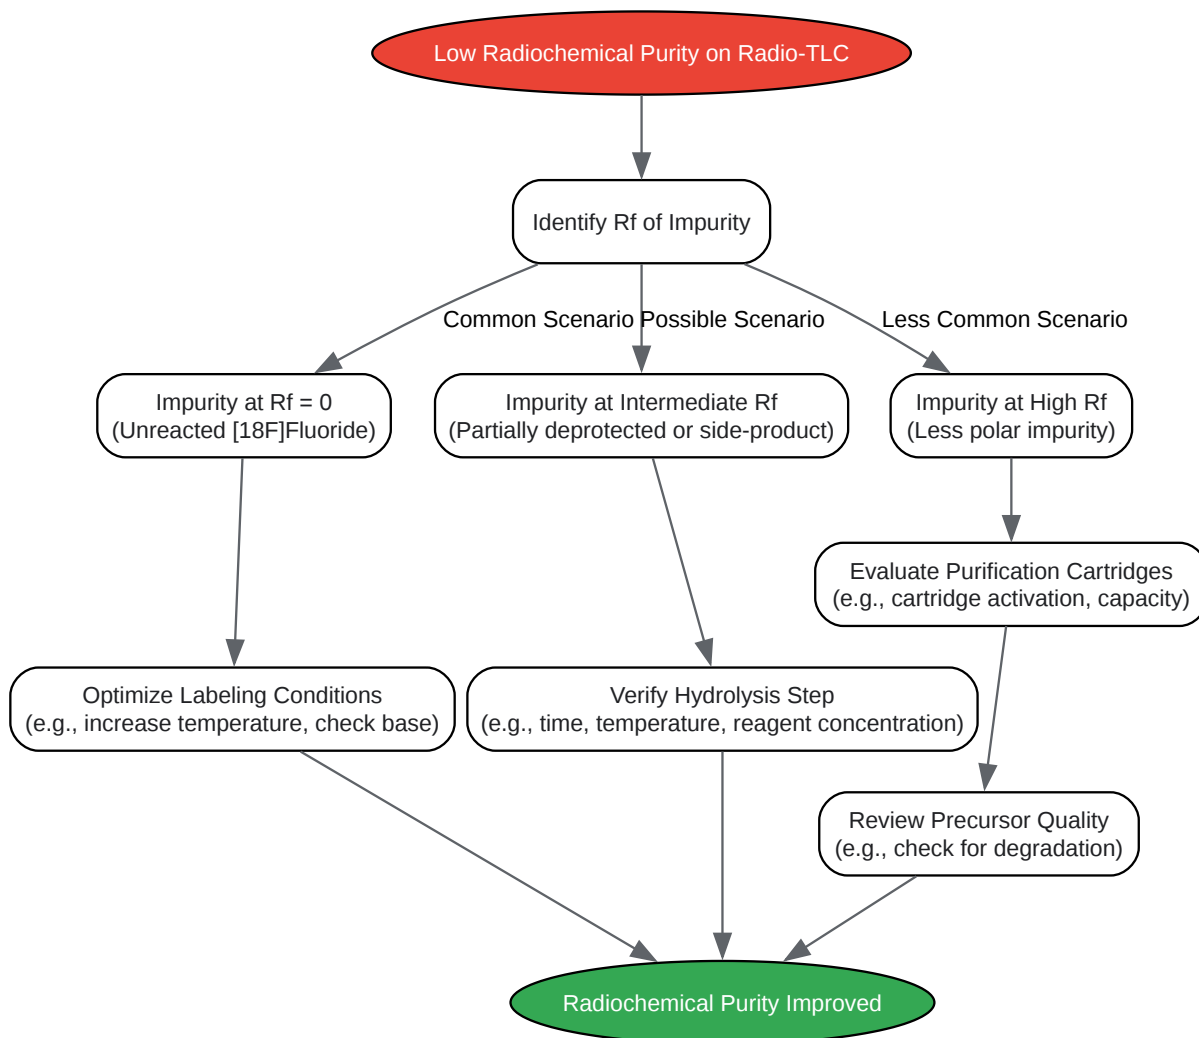 Low Radiochemical Purity on Radio-TLC
Identify Rf of Impurity
Common Scenario
Possible Scenario
Less Common Scenario
Impurity at Rf = 0
(Unreacted [18F]Fluoride)
Impurity at Intermediate Rf
(Partially deprotected or side-product)
Impurity at High Rf
(Less polar impurity)
Evaluate Purification Cartridges
(e.g., cartridge activation, capacity)
Optimize Labeling Conditions
(e.g., increase temperature, check base)
Verify Hydrolysis Step
(e.g., time, temperature, reagent concentration)
Review Precursor Quality
(e.g., check for degradation)
Radiochemical Purity Improved